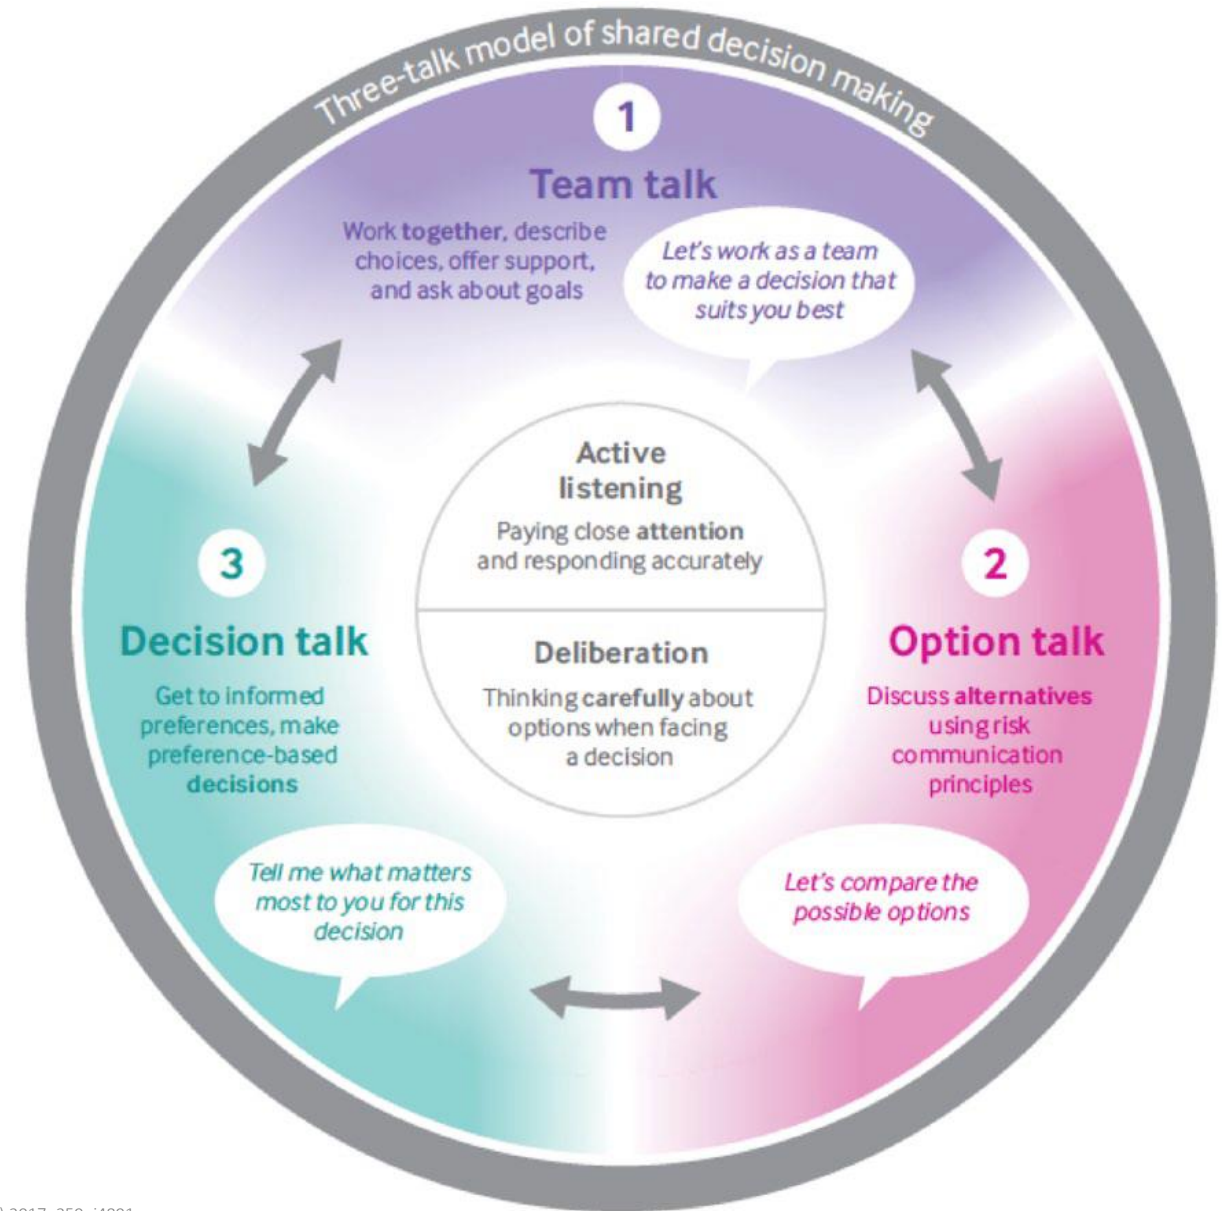 Three-talk model of shared decision making
1
Team talk
Work together, describe
choices, offer support,
and ask about goals
Let's work as a team
to make a decision that
suits you best
Active
listening
Paying close attention
and responding accurately
Deliberation
Thinking carefully about
options when facing
a decision
2
Option talk
Discuss alternatives
using risk
communication
principles
Let's compare the
possible options
3
Decision talk
Get to informed
preferences, make
preference-based
decisions
Tell me what matters
most to you for this
decision